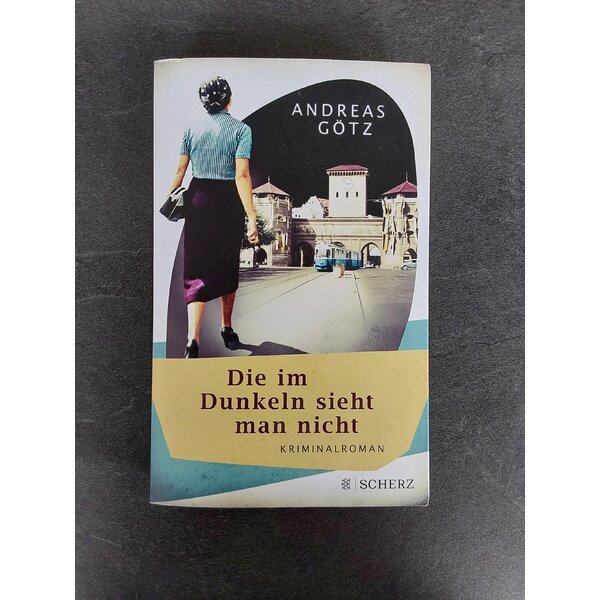 ANDREAS
GÖTZ
Die im
Dunkeln sieht
man nicht
KRIMINALROMAN
SCHERZ